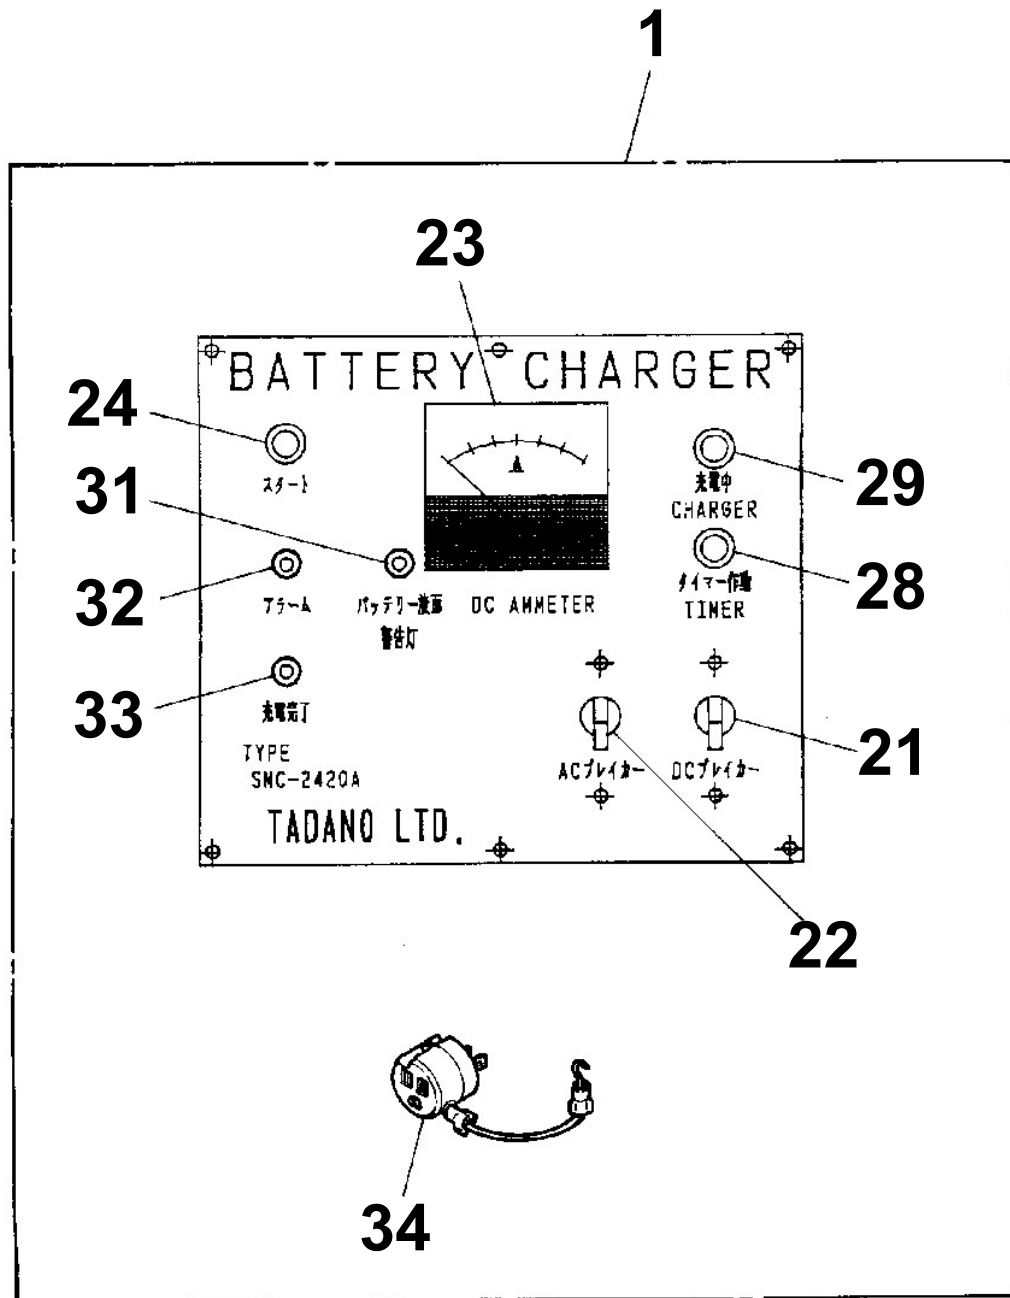 1
23
BATTERY CHARGER
24
スタート
31
充電中
CHARGER
29
32
アラーム
バッテリー液面
警告灯
DC AMMETER
タイマー作動
TIMER
28
33
充電完了
TYPE
SNC-2420A
ACブレイカー
DCブレイカー
21
TADANO LTD.
22
34